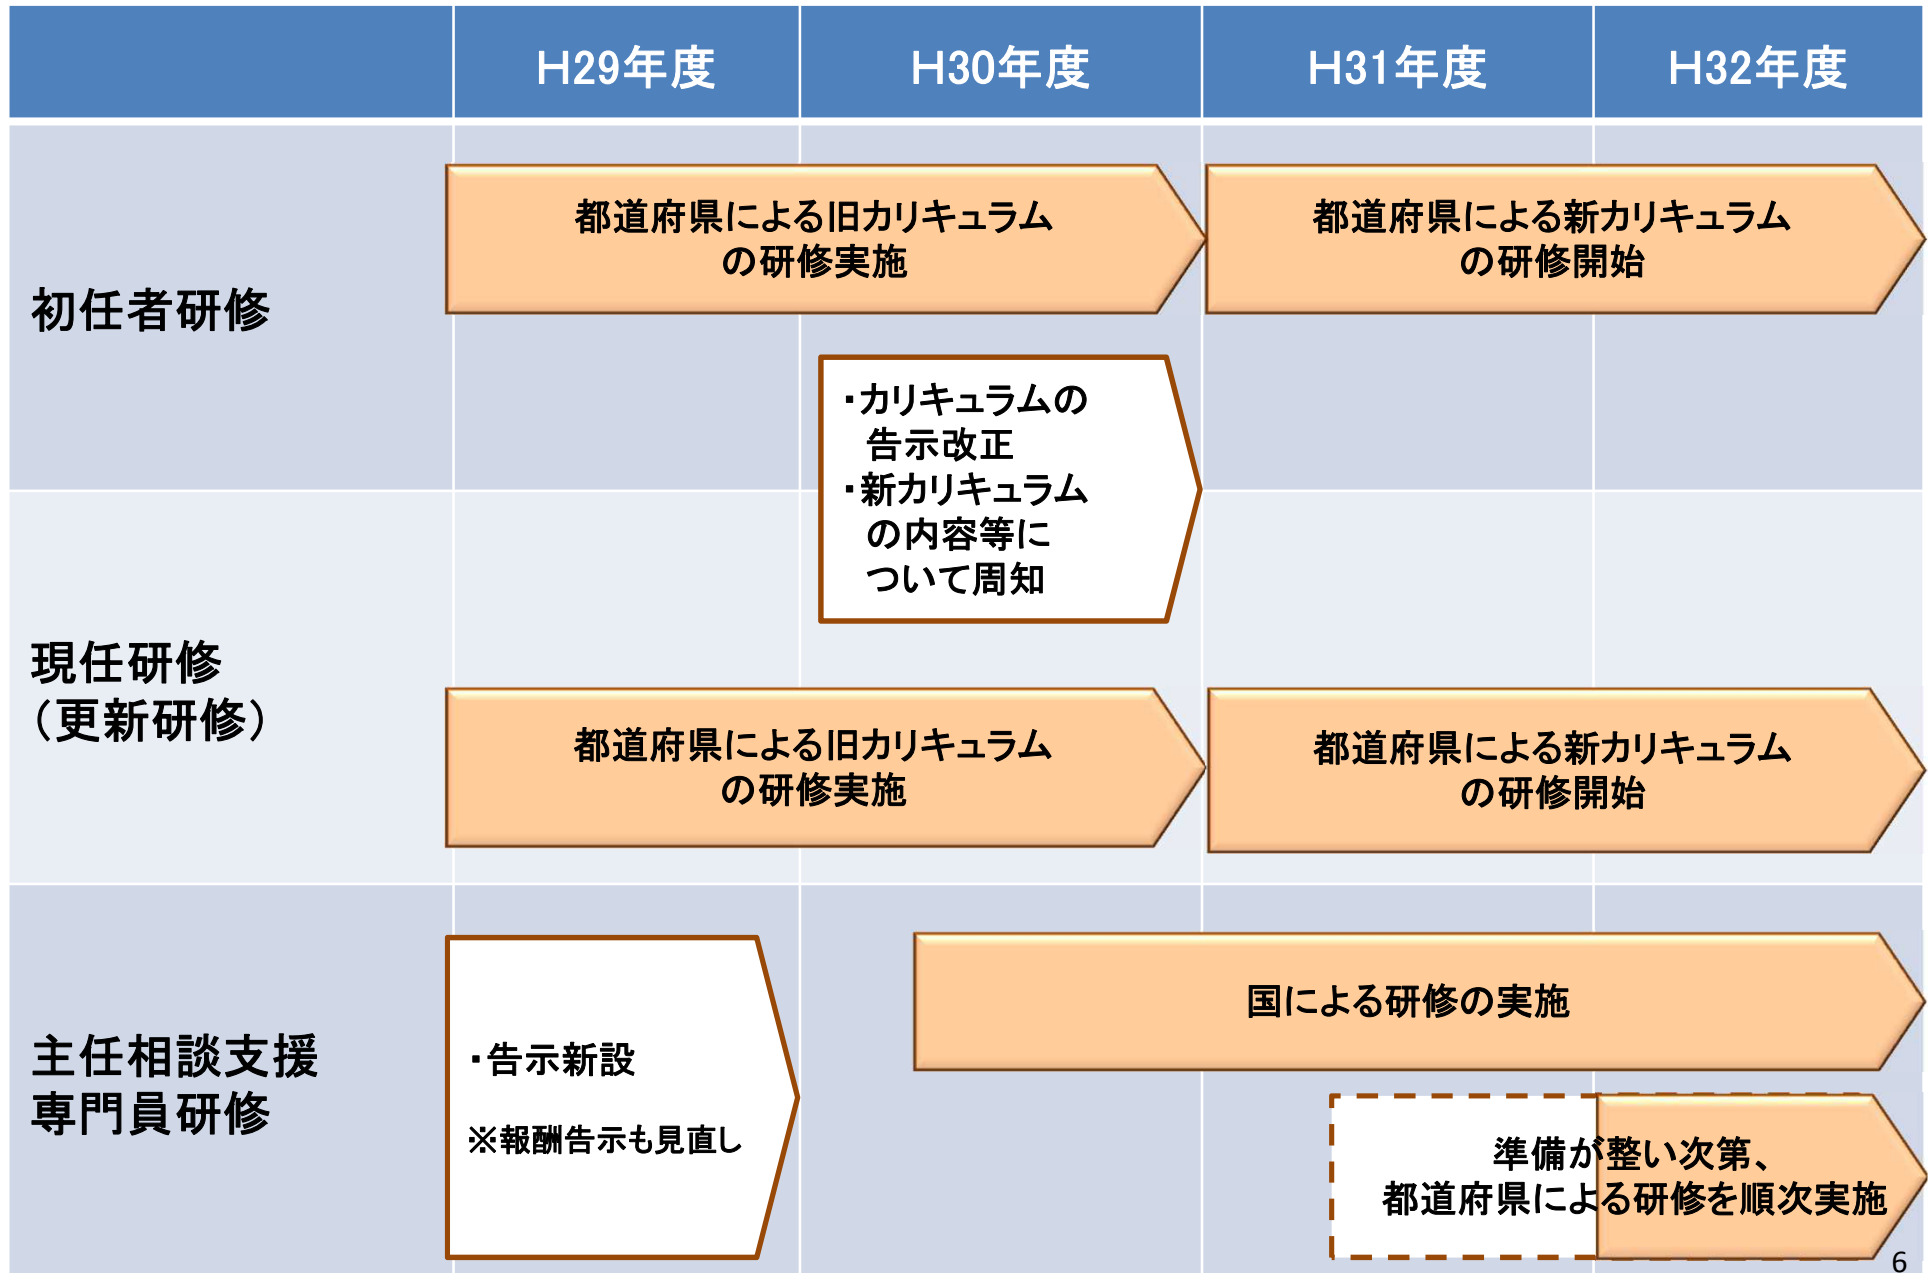 H29年度
H30年度
H31年度
H32年度
初任者研修
都道府県による旧カリキュラム
の研修実施
都道府県による新カリキュラム
の研修開始
・カリキュラムの
告示改正
・新カリキュラム
の内容等に
ついて周知
現任研修
（更新研修）
都道府県による旧カリキュラム
の研修実施
都道府県による新カリキュラム
の研修開始
主任相談支援
専門員研修
・告示新設
※報酬告示も見直し
国による研修の実施
準備が整い次第、
都道府県による研修を順次実施
6